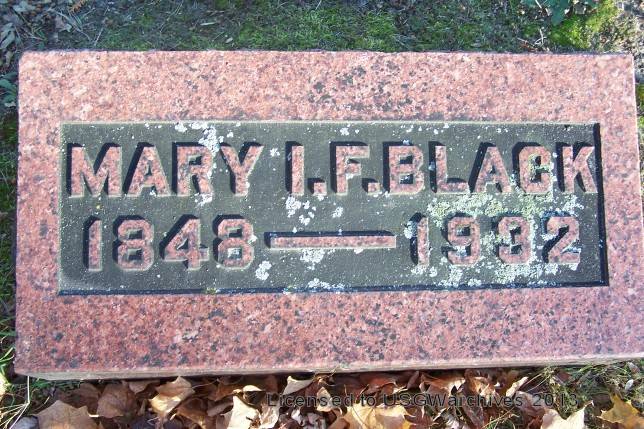 MARY I. F. BLACK
1848 — 1932
Licensed to USGWarchives 2013